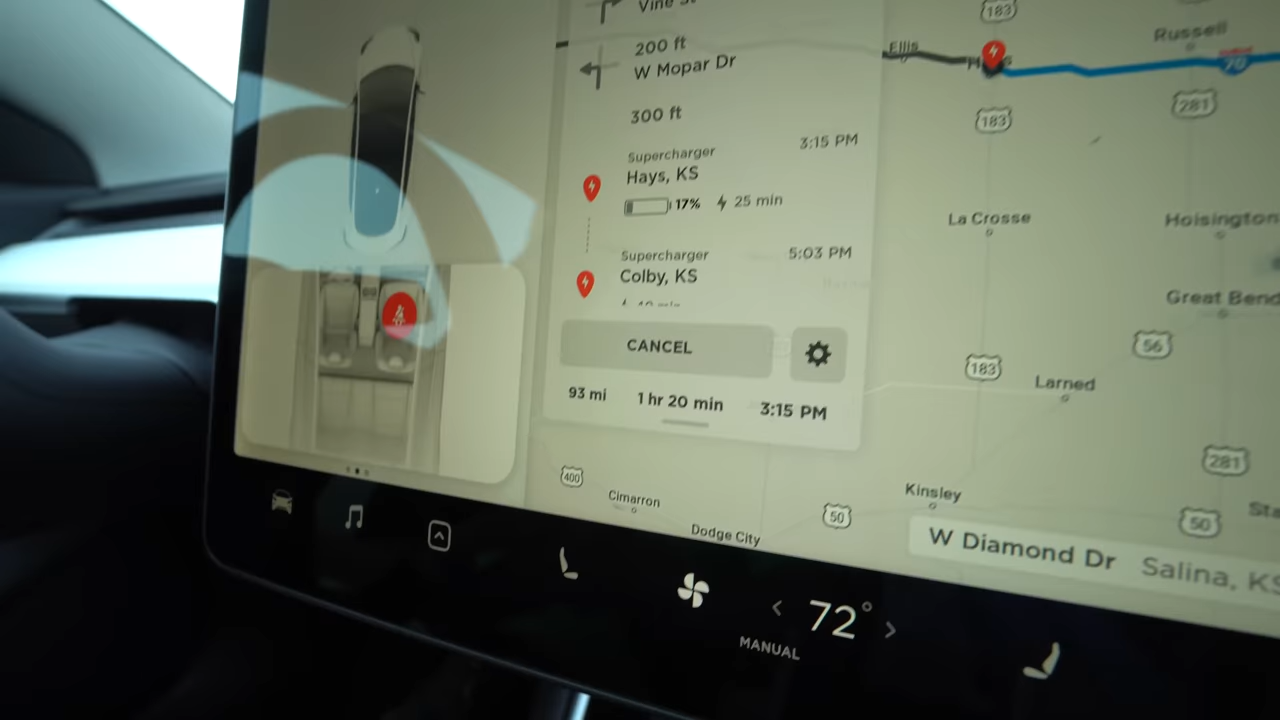 Vine St
200 ft
W Mopar Dr
300 ft
Supercharger
3:15 PM
Hays, KS
17%
25 min
Supercharger
5:03 PM
Colby, KS
CANCEL
93 mi
1 hr 20 min
3:15 PM
183
Russell
Ellis
Hays
70
281
183
La Crosse
Hoisington
Great Bend
56
183
Larned
281
400
Cimarron
Kinsley
50
50
Dodge City
W Diamond Dr
Salina, KS
72°
MANUAL